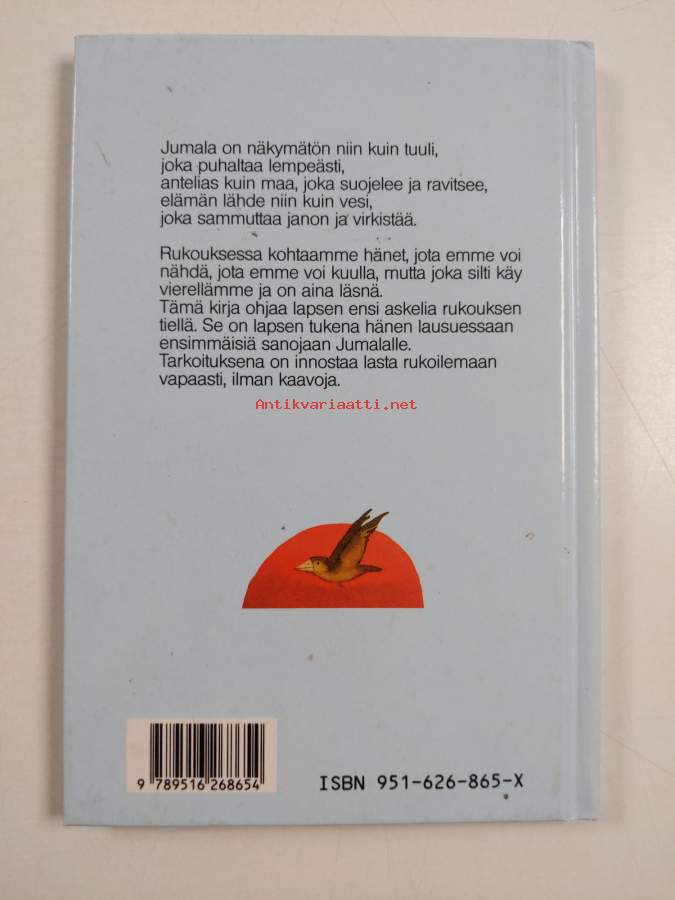 Jumala on näkymätön niin kuin tuuli,
joka puhaltaa lempeästi,
antelias kuin maa, joka suojelee ja ravitsee,
elämän lähde niin kuin vesi,
joka sammuttaa janon ja virkistää.
Rukouksessa kohtaamme hänet, jota emme voi
nähdä, jota emme voi kuulla, mutta joka silti käy
vierellämme ja on aina läsnä.
Tämä kirja ohjaa lapsen ensi askelia rukouksen
tiellä. Se on lapsen tukena hänen lausuessaan
ensimmäisiä sanojaan Jumalalle.
Tarkoituksena on innostaa lasta rukoilemaan
vapaasti, ilman kaavoja.
Antikvariaatti.net
9 789516 268654
ISBN 951-626-865-X